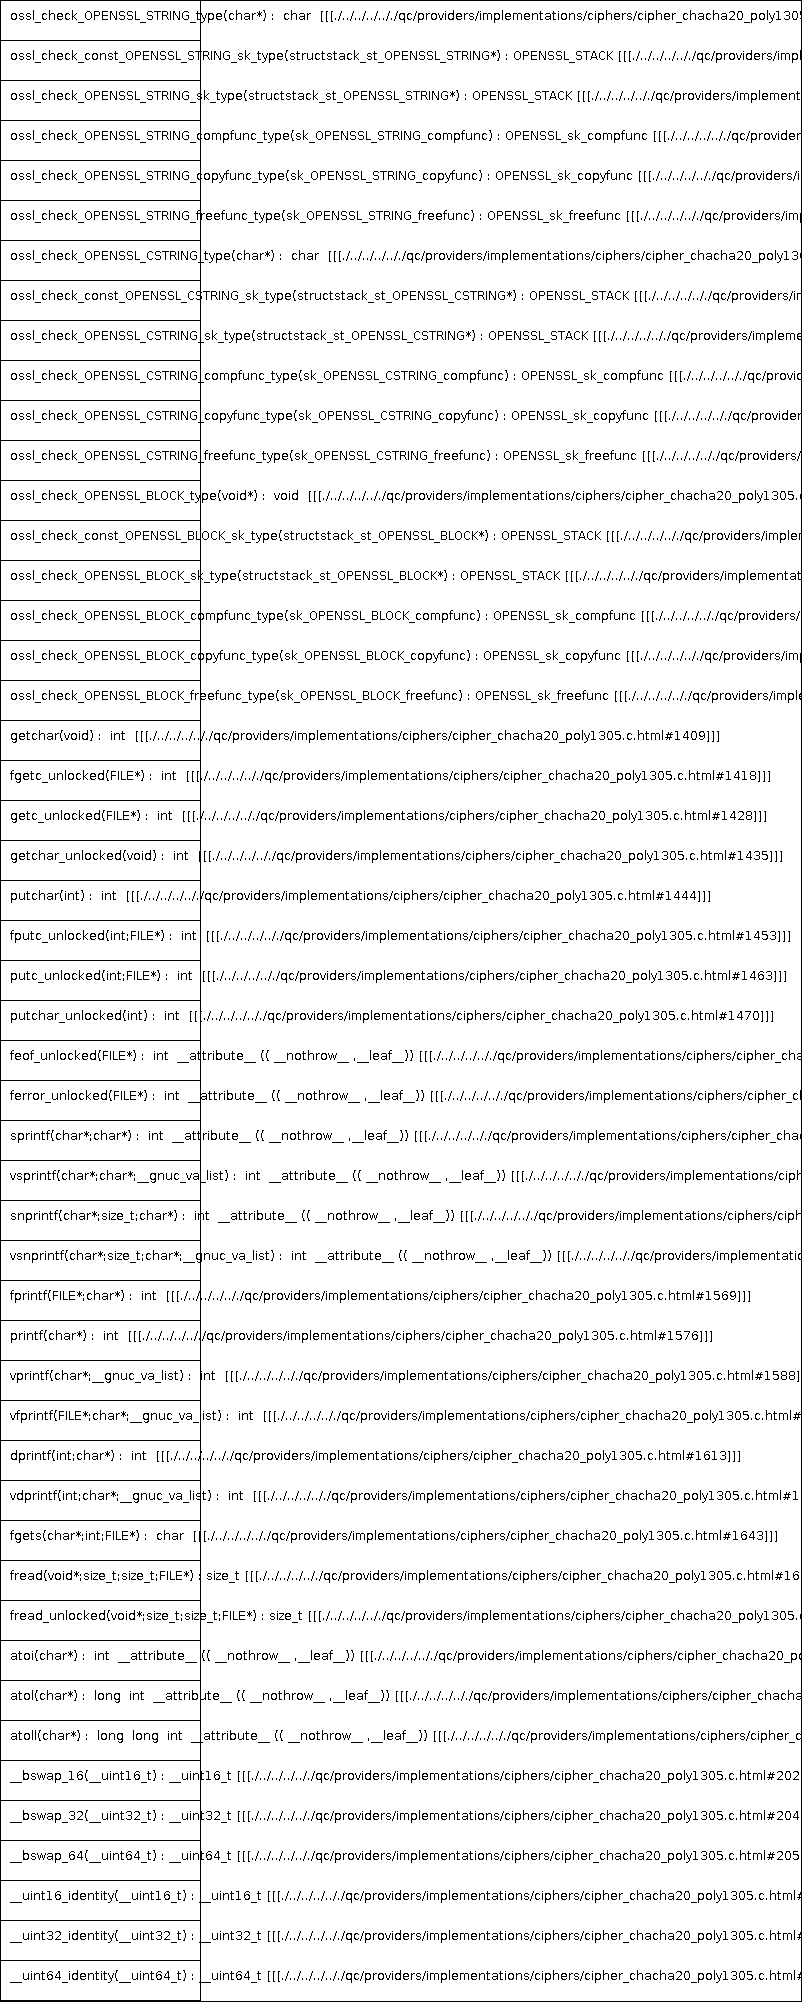 ossl_check_OPENSSL_STRING_type(char*) : char [[[./../../../../qc/providers/implementations/ciphers/cipher_chacha20_poly1305
ossl_check_const_OPENSSL_STRING_sk_type(structstack_st_OPENSSL_STRING*) : OPENSSL_STACK [[[./../../../../qc/providers/impl
ossl_check_OPENSSL_STRING_sk_type(structstack_st_OPENSSL_STRING*) : OPENSSL_STACK [[[./../../../../qc/providers/implement
ossl_check_OPENSSL_STRING_compfunc_type(sk_OPENSSL_STRING_compfunc) : OPENSSL_sk_compfunc [[[./../../../../qc/provider
ossl_check_OPENSSL_STRING_copyfunc_type(sk_OPENSSL_STRING_copyfunc) : OPENSSL_sk_copyfunc [[[./../../../../qc/providers/i
ossl_check_OPENSSL_STRING_freefunc_type(sk_OPENSSL_STRING_freefunc) : OPENSSL_sk_freefunc [[[./../../../../qc/providers/im
ossl_check_OPENSSL_CSTRING_type(char*) : char [[[./../../../../qc/providers/implementations/ciphers/cipher_chacha20_poly13
ossl_check_const_OPENSSL_CSTRING_sk_type(structstack_st_OPENSSL_CSTRING*) : OPENSSL_STACK [[[./../../../../qc/providers/i
ossl_check_OPENSSL_CSTRING_sk_type(structstack_st_OPENSSL_CSTRING*) : OPENSSL_STACK [[[./../../../../qc/providers/impleme
ossl_check_OPENSSL_CSTRING_compfunc_type(sk_OPENSSL_CSTRING_compfunc) : OPENSSL_sk_compfunc [[[./../../../../qc/provi
ossl_check_OPENSSL_CSTRING_copyfunc_type(sk_OPENSSL_CSTRING_copyfunc) : OPENSSL_sk_copyfunc [[[./../../../../qc/provider
ossl_check_OPENSSL_CSTRING_freefunc_type(sk_OPENSSL_CSTRING_freefunc) : OPENSSL_sk_freefunc [[[./../../../../qc/providers/
ossl_check_OPENSSL_BLOCK_type(void*) : void [[[./../../../../qc/providers/implementations/ciphers/cipher_chacha20_poly1305.
ossl_check_const_OPENSSL_BLOCK_sk_type(structstack_st_OPENSSL_BLOCK*) : OPENSSL_STACK [[[./../../../../qc/providers/implem
ossl_check_OPENSSL_BLOCK_sk_type(structstack_st_OPENSSL_BLOCK*) : OPENSSL_STACK [[[./../../../../qc/providers/implementat
ossl_check_OPENSSL_BLOCK_compfunc_type(sk_OPENSSL_BLOCK_compfunc) : OPENSSL_sk_compfunc [[[./../../../../qc/providers/
ossl_check_OPENSSL_BLOCK_copyfunc_type(sk_OPENSSL_BLOCK_copyfunc) : OPENSSL_sk_copyfunc [[[./../../../../qc/providers/im
ossl_check_OPENSSL_BLOCK_freefunc_type(sk_OPENSSL_BLOCK_freefunc) : OPENSSL_sk_freefunc [[[./../../../../qc/providers/imple
getchar(void) : int [[[./../../../../qc/providers/implementations/ciphers/cipher_chacha20_poly1305.c.html#1409]]]
fgetc_unlocked(FILE*) : int [[[./../../../../qc/providers/implementations/ciphers/cipher_chacha20_poly1305.c.html#1418]]]
getc_unlocked(FILE*) : int [[[./../../../../qc/providers/implementations/ciphers/cipher_chacha20_poly1305.c.html#1428]]]
getchar_unlocked(void) : int [[[./../../../../qc/providers/implementations/ciphers/cipher_chacha20_poly1305.c.html#1435]]]
putchar(int) : int [[[./../../../../qc/providers/implementations/ciphers/cipher_chacha20_poly1305.c.html#1444]]]
fputc_unlocked(int;FILE*) : int [[[./../../../../qc/providers/implementations/ciphers/cipher_chacha20_poly1305.c.html#1453]]]
putc_unlocked(int;FILE*) : int [[[./../../../../qc/providers/implementations/ciphers/cipher_chacha20_poly1305.c.html#1463]]]
putchar_unlocked(int) : int [[[./../../../../qc/providers/implementations/ciphers/cipher_chacha20_poly1305.c.html#1470]]]
feof_unlocked(FILE*) : int __attribute__ (( __nothrow__ ,__leaf__)) [[[./../../../../qc/providers/implementations/ciphers/cipher_cha
ferror_unlocked(FILE*) : int __attribute__ (( __nothrow__ ,__leaf__)) [[[./../../../../qc/providers/implementations/ciphers/cipher_c
sprintf(char*;char*) : int __attribute__ (( __nothrow__ ,__leaf__)) [[[./../../../../qc/providers/implementations/ciphers/cipher_cha
vsprintf(char*;char*;__gnuc_va_list) : int __attribute__ (( __nothrow__ ,__leaf__)) [[[./../../../../qc/providers/implementations/ciph
snprintf(char*;size_t;char*) : int __attribute__ (( __nothrow__ ,__leaf__)) [[[./../../../../qc/providers/implementations/ciphers/ciph
vsnprintf(char*;size_t;char*;__gnuc_va_list) : int __attribute__ (( __nothrow__ ,__leaf__)) [[[./../../../../qc/providers/implementatio
fprintf(FILE*;char*) : int [[[./../../../../qc/providers/implementations/ciphers/cipher_chacha20_poly1305.c.html#1569]]]
printf(char*) : int [[[./../../../../qc/providers/implementations/ciphers/cipher_chacha20_poly1305.c.html#1576]]]
vprintf(char*;__gnuc_va_list) : int [[[./../../../../qc/providers/implementations/ciphers/cipher_chacha20_poly1305.c.html#1588]
vfprintf(FILE*;char*;__gnuc_va_list) : int [[[./../../../../qc/providers/implementations/ciphers/cipher_chacha20_poly1305.c.html#
dprintf(int;char*) : int [[[./../../../../qc/providers/implementations/ciphers/cipher_chacha20_poly1305.c.html#1613]]]
vdprintf(int;char*;__gnuc_va_list) : int [[[./../../../../qc/providers/implementations/ciphers/cipher_chacha20_poly1305.c.html#1
fgets(char*;int;FILE*) : char [[[./../../../../qc/providers/implementations/ciphers/cipher_chacha20_poly1305.c.html#1643]]]
fread(void*;size_t;size_t;FILE*) : size_t [[[./../../../../qc/providers/implementations/ciphers/cipher_chacha20_poly1305.c.html#16
fread_unlocked(void*;size_t;size_t;FILE*) : size_t [[[./../../../../qc/providers/implementations/ciphers/cipher_chacha20_poly1305.
atoi(char*) : int __attribute__ (( __nothrow__ ,__leaf__)) [[[./../../../../qc/providers/implementations/ciphers/cipher_chacha20_po
atol(char*) : long int __attribute__ (( __nothrow__ ,__leaf__)) [[[./../../../../qc/providers/implementations/ciphers/cipher_chacha
atoll(char*) : long long int __attribute__ (( __nothrow__ ,__leaf__)) [[[./../../../../qc/providers/implementations/ciphers/cipher_c
__bswap_16(__uint16_t) : __uint16_t [[[./../../../../qc/providers/implementations/ciphers/cipher_chacha20_poly1305.c.html#202
__bswap_32(__uint32_t) : __uint32_t [[[./../../../../qc/providers/implementations/ciphers/cipher_chacha20_poly1305.c.html#204
__bswap_64(__uint64_t) : __uint64_t [[[./../../../../qc/providers/implementations/ciphers/cipher_chacha20_poly1305.c.html#205
__uint16_identity(__uint16_t) : __uint16_t [[[./../../../../qc/providers/implementations/ciphers/cipher_chacha20_poly1305.c.html#
__uint32_identity(__uint32_t) : __uint32_t [[[./../../../../qc/providers/implementations/ciphers/cipher_chacha20_poly1305.c.html#
__uint64_identity(__uint64_t) : __uint64_t [[[./../../../../qc/providers/implementations/ciphers/cipher_chacha20_poly1305.c.html#